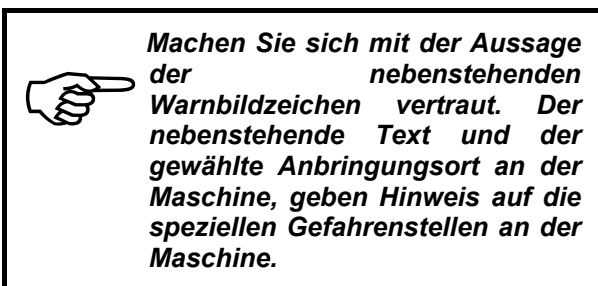 Machen Sie sich mit der Aussage
der nebenstehenden
Warnbildzeichen vertraut. Der
nebenstehende Text und der
gewählte Anbringungsort an der
Maschine, geben Hinweis auf die
speziellen Gefahrenstellen an der
Maschine.